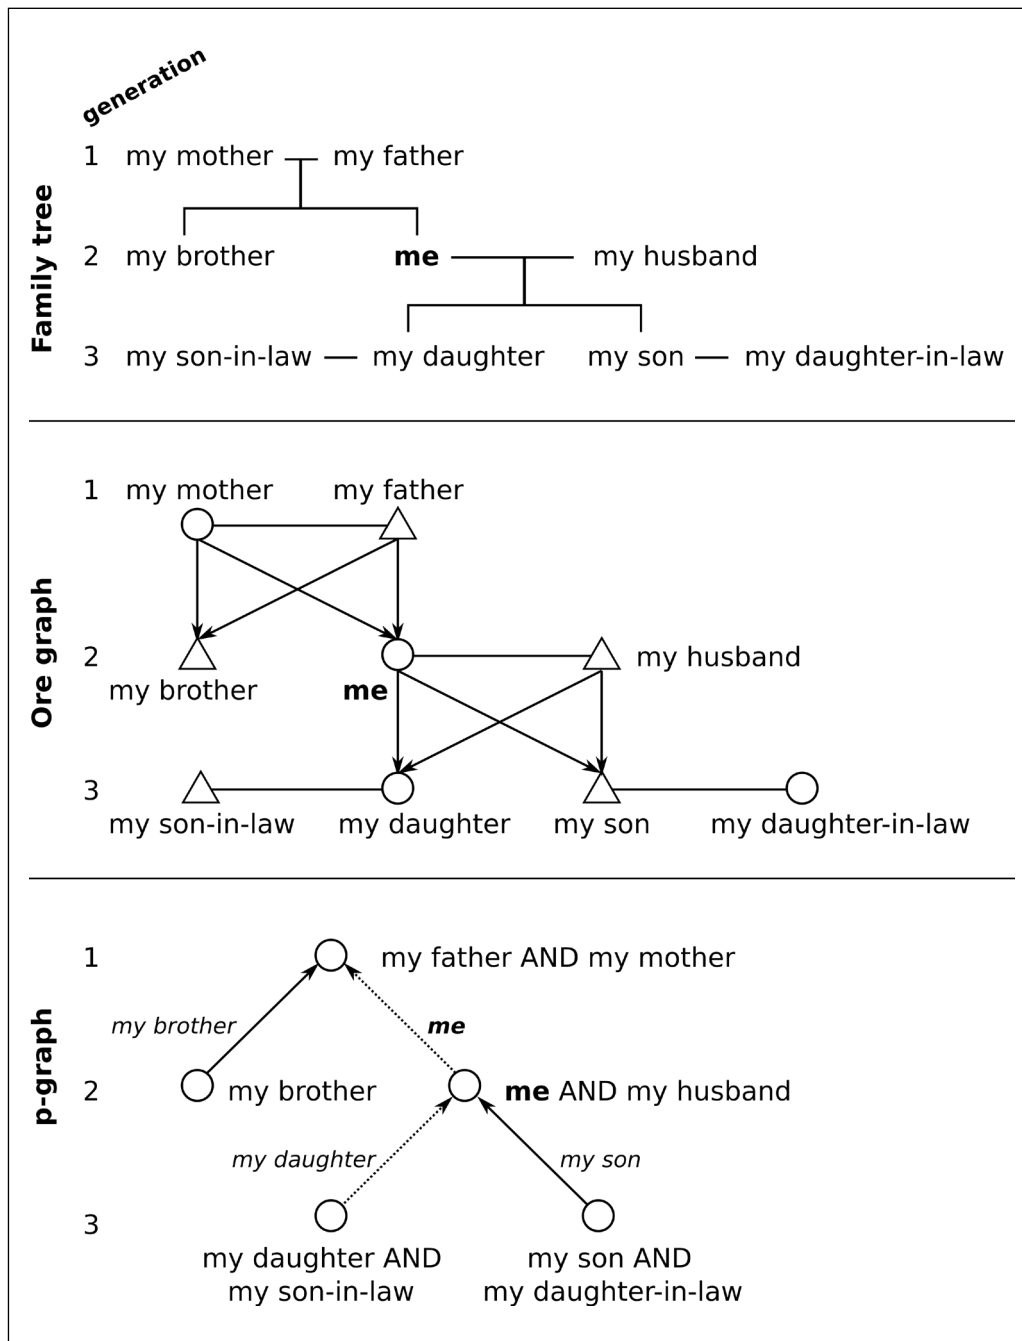 generation
Family tree
1 my mother my father
2 my brother me my husband
3 my son-in-law my daughter my son my daughter-in-law
Ore graph
1 my mother my father
2 my husband
my brother me
3
my son-in-law my daughter my son my daughter-in-law
p-graph
1 my father AND my mother
my brother me
2 my brother me AND my husband
my daughter my son
3
my daughter AND my son AND
my son-in-law my daughter-in-law